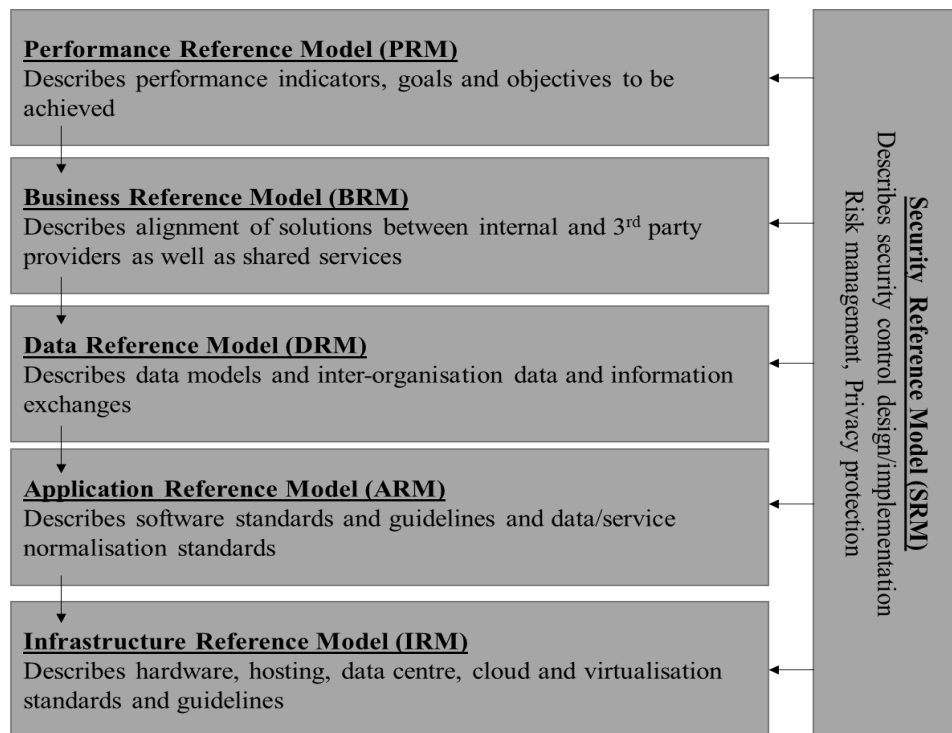 Performance Reference Model (PRM)
Describes performance indicators, goals and objectives to be
achieved
Business Reference Model (BRM)
Describes alignment of solutions between internal and 3rd party
providers as well as shared services
Data Reference Model (DRM)
Describes data models and inter-organisation data and information
exchanges
Application Reference Model (ARM)
Describes software standards and guidelines and data/service
normalisation standards
Infrastructure Reference Model (IRM)
Describes hardware, hosting, data centre, cloud and virtualisation
standards and guidelines
Security Reference Model (SRM)
Describes security control design/implementation
Risk management, Privacy protection